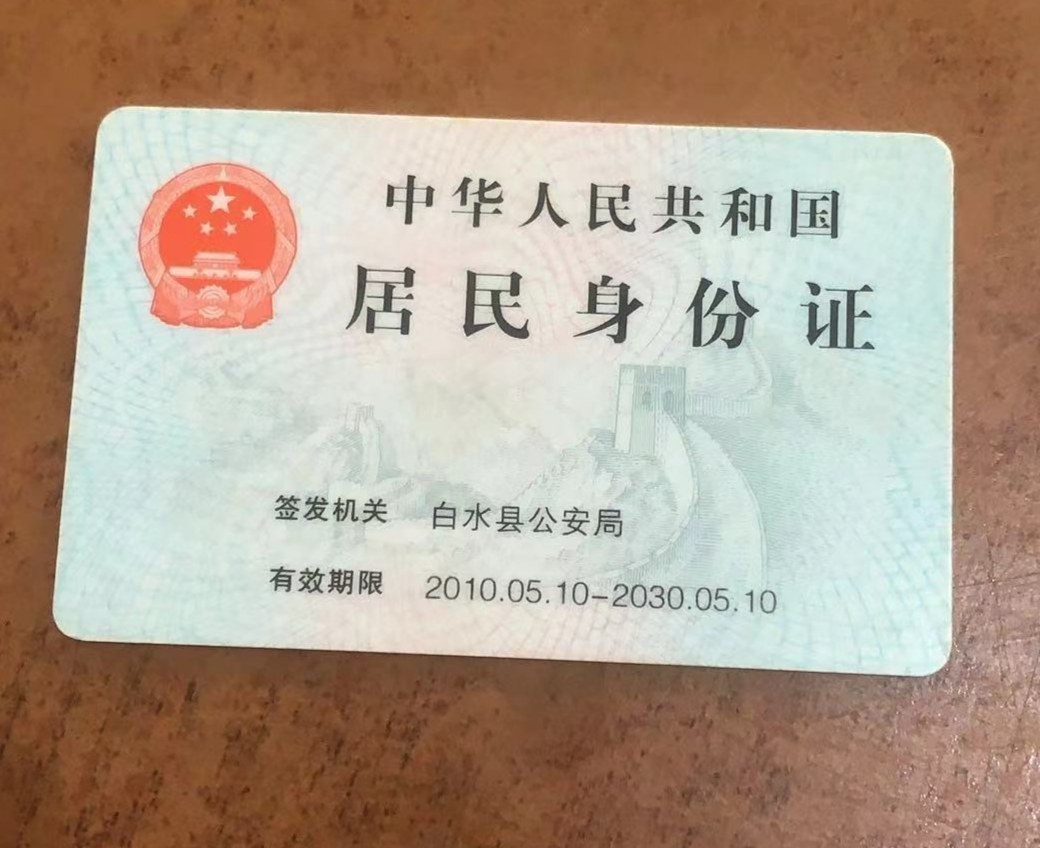 中华人民共和国
居民身份证
签发机关 白水县公安局
有效期限 2010.05.10-2030.05.10